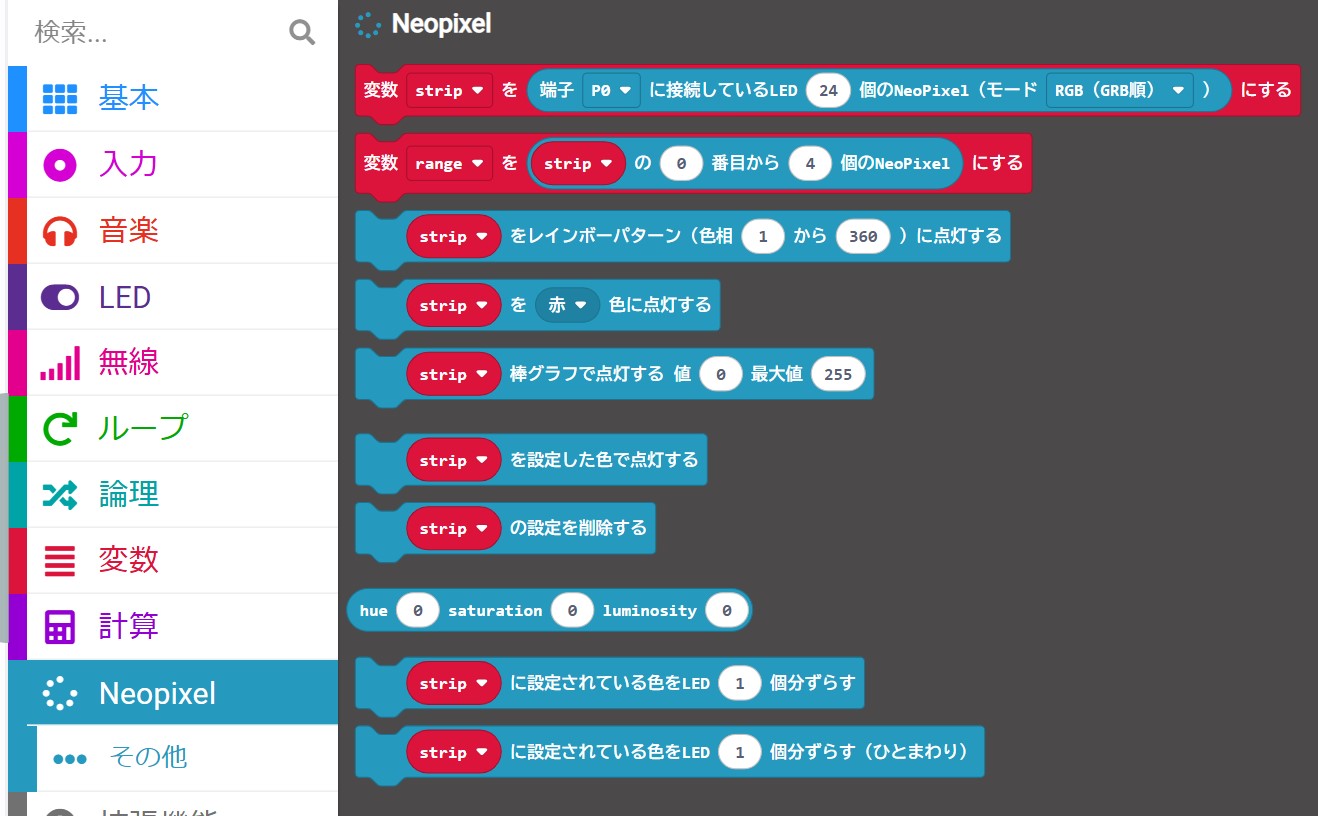 検索...
基本
入力
音楽
LED
無線
ループ
論理
変数
計算
Neopixel
その他
拡張機能
Neopixel
変数 strip を 端子 P0 に接続しているLED 24 個のNeoPixel（モード RGB（GRB順） ） にする
変数 range を strip の 0 番目から 4 個のNeoPixel にする
strip をレインボーパターン（色相 1 から 360 ）に点灯する
strip を 赤 色に点灯する
strip 棒グラフで点灯する 値 0 最大値 255
strip を設定した色で点灯する
strip の設定を削除する
hue 0 saturation 0 luminosity 0
strip に設定されている色をLED 1 個分ずらす
strip に設定されている色をLED 1 個分ずらす（ひとまわり）